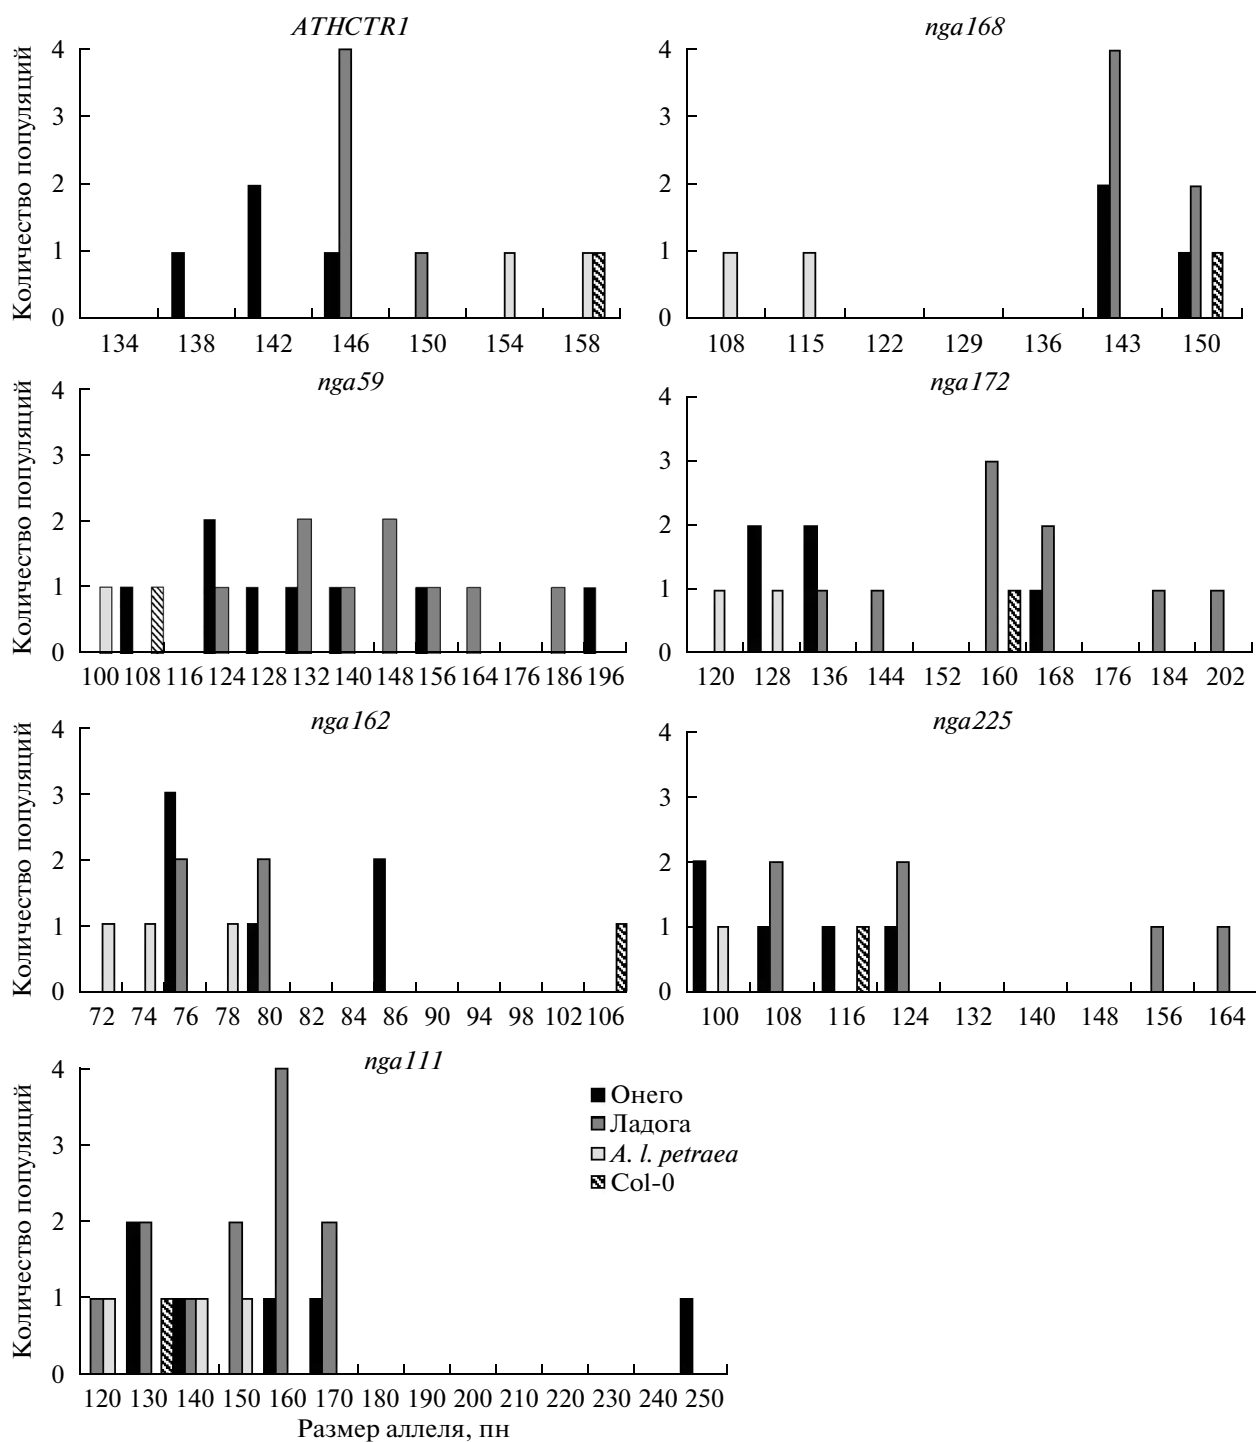 ATHCTR1
Количество популяций
4
3
2
1
0
134 138 142 146 150 154 158
nga168
4
3
2
1
0
108 115 122 129 136 143 150
nga59
Количество популяций
4
3
2
1
0
100 108 116 124 128 132 140 148 156 164 176 186 196
nga172
4
3
2
1
0
120 128 136 144 152 160 168 176 184 202
nga162
Количество популяций
4
3
2
1
0
72 74 76 78 80 82 84 86 90 94 98 102 106
nga225
4
3
2
1
0
100 108 116 124 132 140 148 156 164
nga111
Количество популяций
4
3
2
1
0
120 130 140 150 160 170 180 190 200 210 220 230 240 250
Размер аллеля, пн
Онего
Ладога
A. l. petraea
Col-0